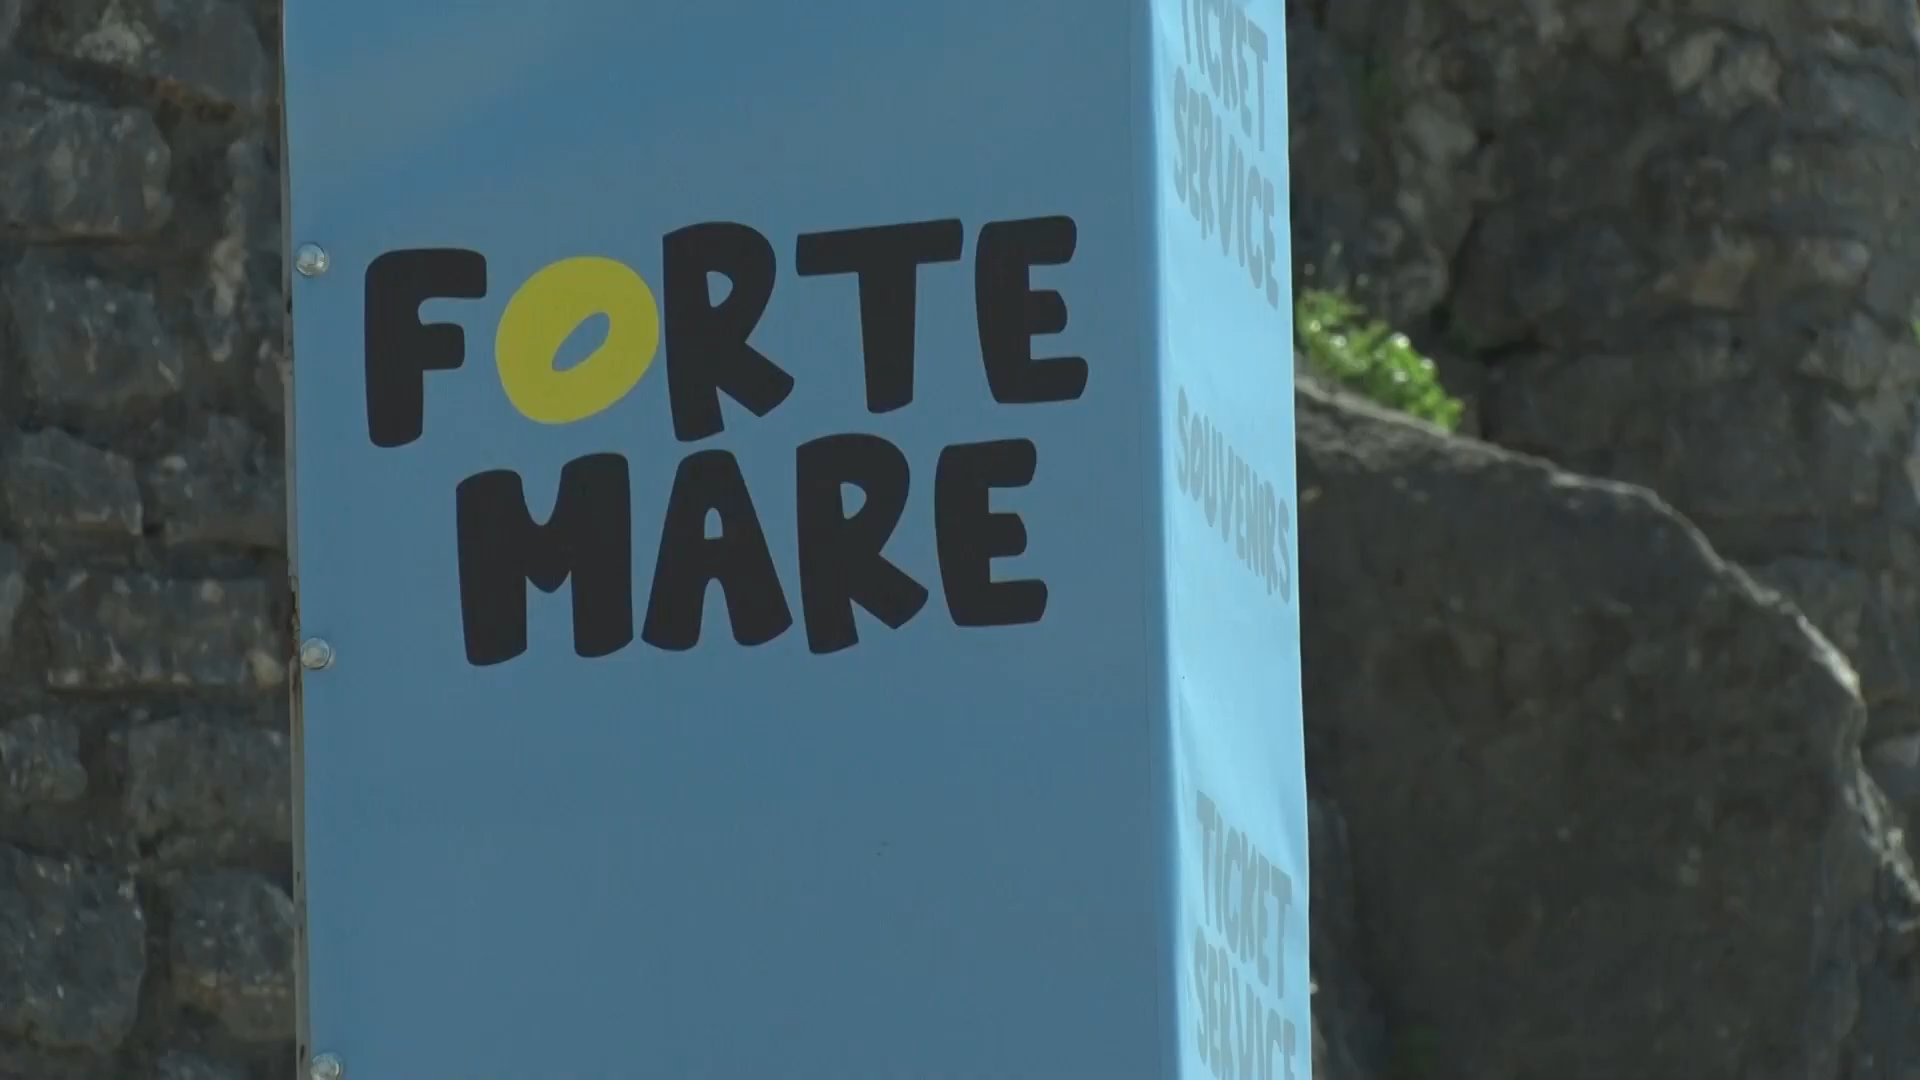 FORTE
MARE
TICKET
SERVICE
SOUVENIRS
TICKET
SERVICE